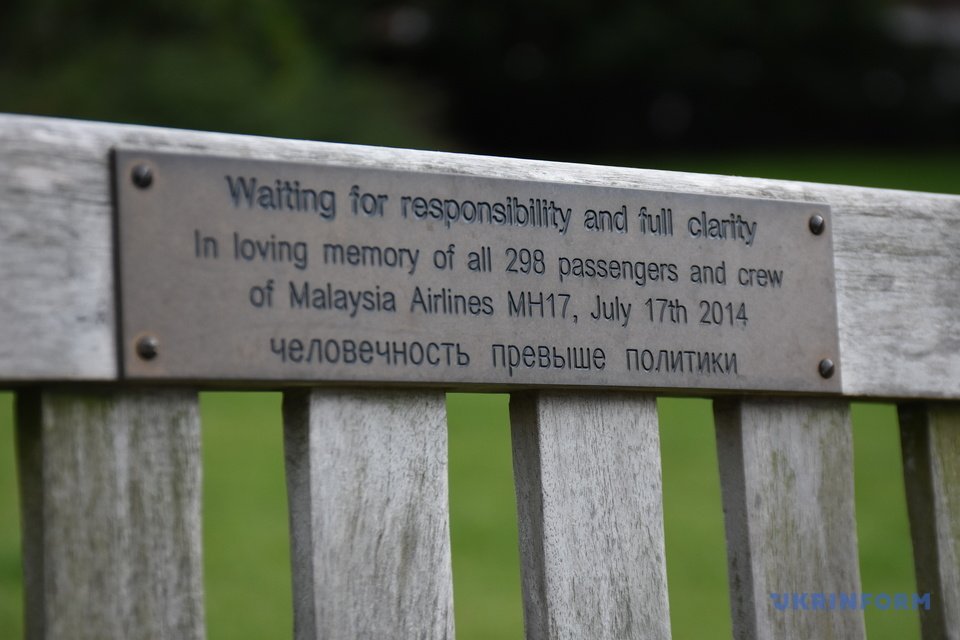 Waiting for responsibility and full clarity
In loving memory of all 298 passengers and crew
of Malaysia Airlines MH17, July 17th 2014
человечность превыше политики
UKRINFORM